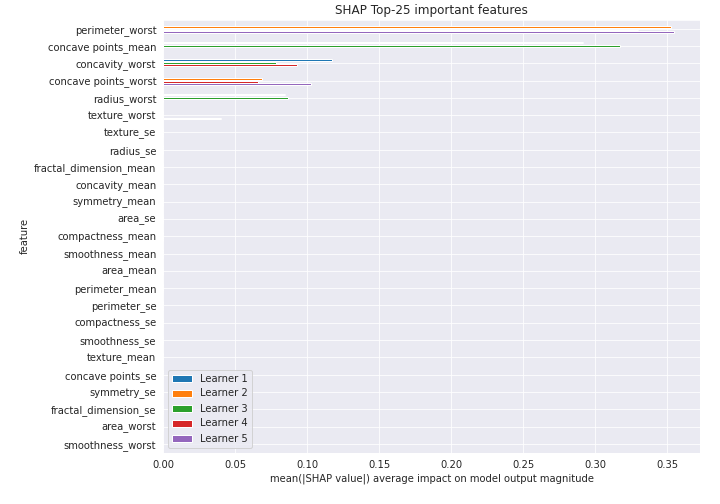 SHAP Top-25 important features
perimeter_worst
concave points_mean
concavity_worst
concave points_worst
radius_worst
texture_worst
texture_se
radius_se
fractal_dimension_mean
concavity_mean
symmetry_mean
area_se
compactness_mean
smoothness_mean
area_mean
perimeter_mean
perimeter_se
compactness_se
smoothness_se
texture_mean
concave points_se
symmetry_se
fractal_dimension_se
area_worst
smoothness_worst
feature
Learner 1
Learner 2
Learner 3
Learner 4
Learner 5
0.00 0.05 0.10 0.15 0.20 0.25 0.30 0.35
mean(|SHAP value|) average impact on model output magnitude